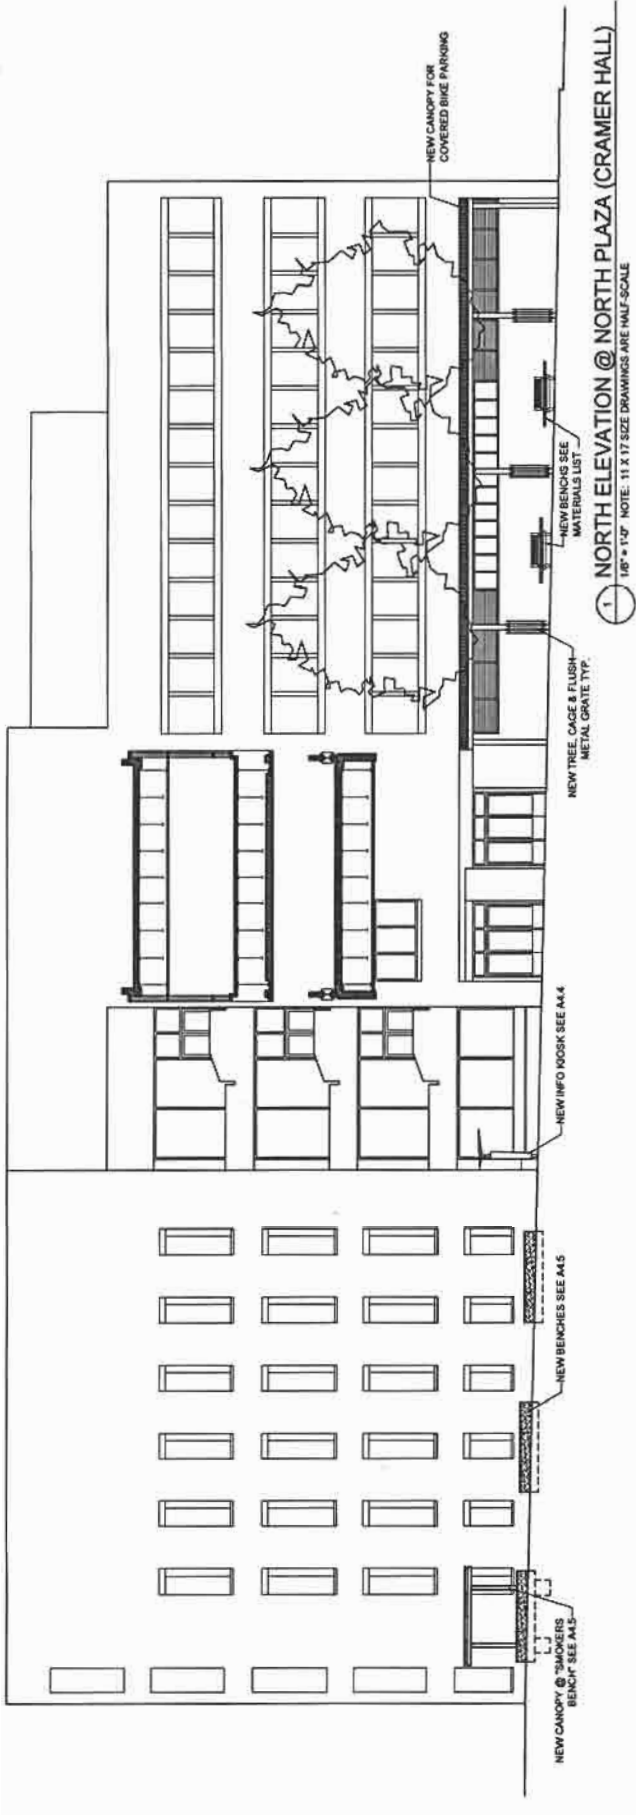 NEW CANOPY @ "SMOKERS
BENCH" SEE A4.5
NEW BENCHES SEE A4.5
NEW INFO KIOSK SEE A4.4
NEW TREE, CAGE & FLUSH
METAL GRATE TYP.
NEW BENCHS SEE
MATERIALS LIST
NEW CANOPY FOR
COVERED BIKE PARKING
1
NORTH ELEVATION @ NORTH PLAZA (CRAMER HALL)
1/8" = 1'-0" NOTE: 11 X 17 SIZE DRAWINGS ARE HALF-SCALE